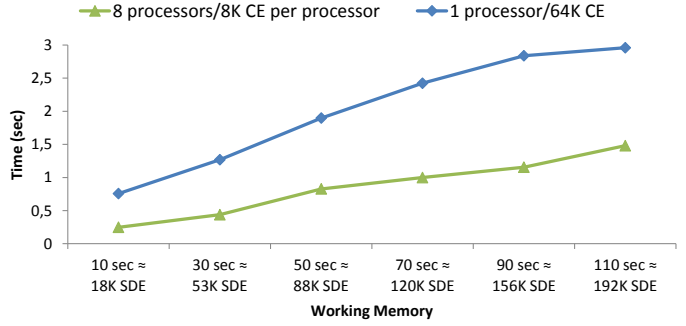 8 processors/8K CE per processor 1 processor/64K CE
3
2,5
2
1,5
1
0,5
0
Time (sec)
10 sec ≈ 30 sec ≈ 50 sec ≈ 70 sec ≈ 90 sec ≈ 110 sec ≈
18K SDE 53K SDE 88K SDE 120K SDE 156K SDE 192K SDE
Working Memory